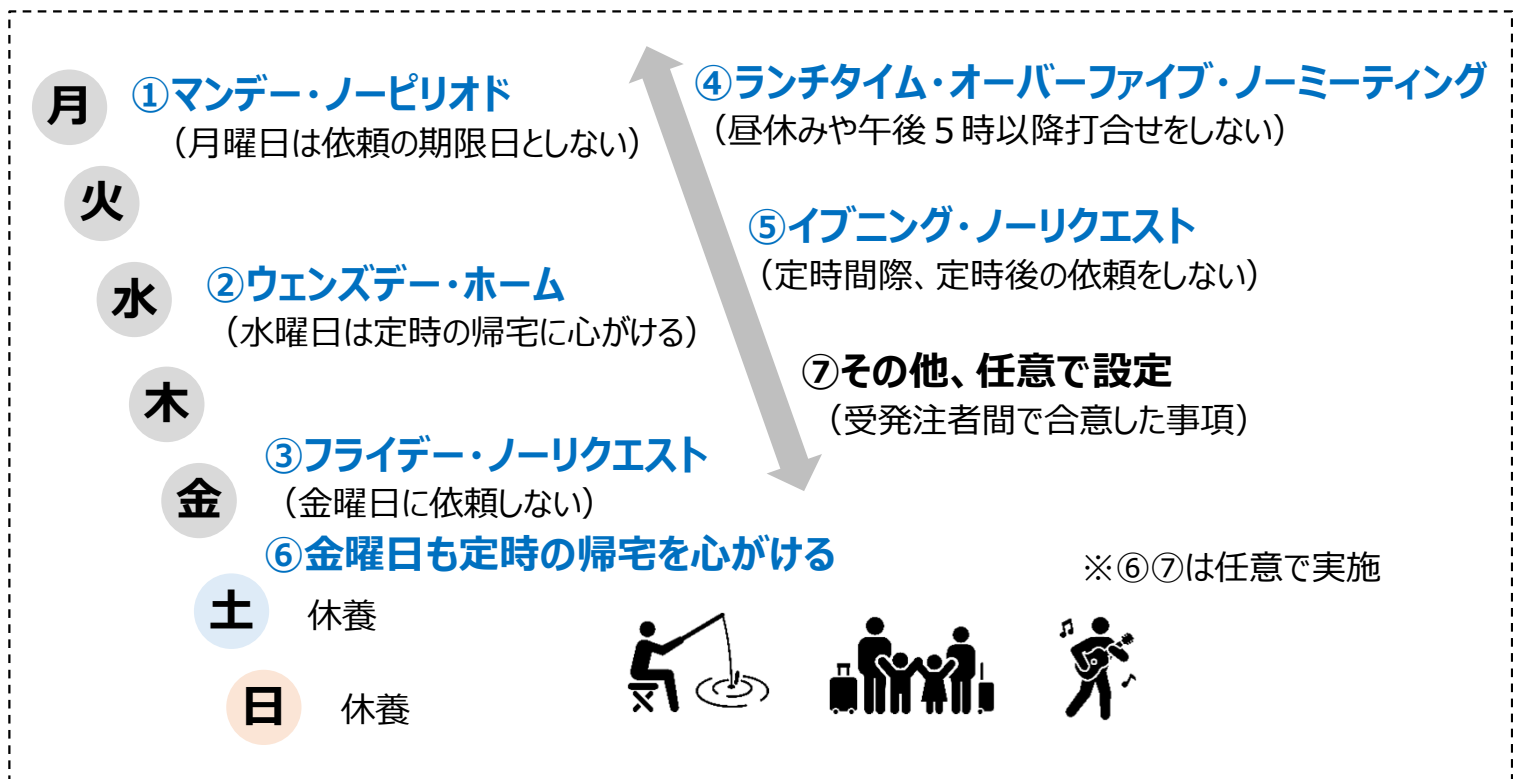 月
①マンデー・ノーピリオド
（月曜日は依頼の期限日としない）
火
水
②ウェンズデー・ホーム
（水曜日は定時の帰宅に心がける）
木
金
③フライデー・ノーリクエスト
（金曜日に依頼しない）
⑥金曜日も定時の帰宅を心がける
土
休養
日
休養
④ランチタイム・オーバーファイブ・ノーミーティング
（昼休みや午後５時以降打合せをしない）
⑤イブニング・ノーリクエスト
（定時間際、定時後の依頼をしない）
⑦その他、任意で設定
（受発注者間で合意した事項）
※⑥⑦は任意で実施